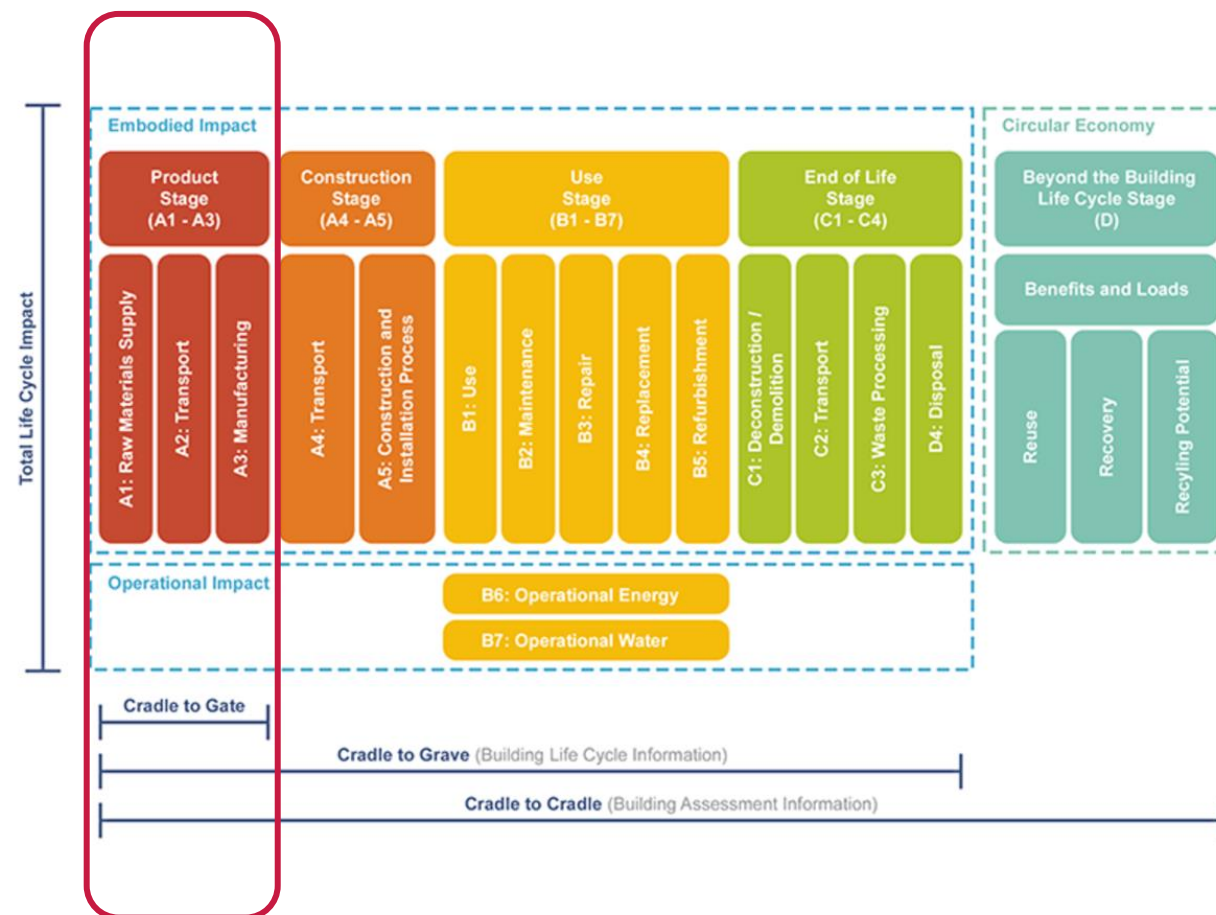 Total Life Cycle Impact
Embodied Impact
Product
Stage
(A1 - A3)
A1: Raw Materials Supply
A2: Transport
A3: Manufacturing
Construction
Stage
(A4 - A5)
A4: Transport
A5: Construction and
Installation Process
Use
Stage
(B1 - B7)
B1: Use
B2: Maintenance
B3: Repair
B4: Replacement
B5: Refurbishment
End of Life
Stage
(C1 - C4)
C1: Deconstruction /
Demolition
C2: Transport
C3: Waste Processing
D4: Disposal
Circular Economy
Beyond the Building
Life Cycle Stage
(D)
Benefits and Loads
Reuse
Recovery
Recyling Potential
Operational Impact
B6: Operational Energy
B7: Operational Water
Cradle to Gate
Cradle to Grave (Building Life Cycle Information)
Cradle to Cradle (Building Assessment Information)